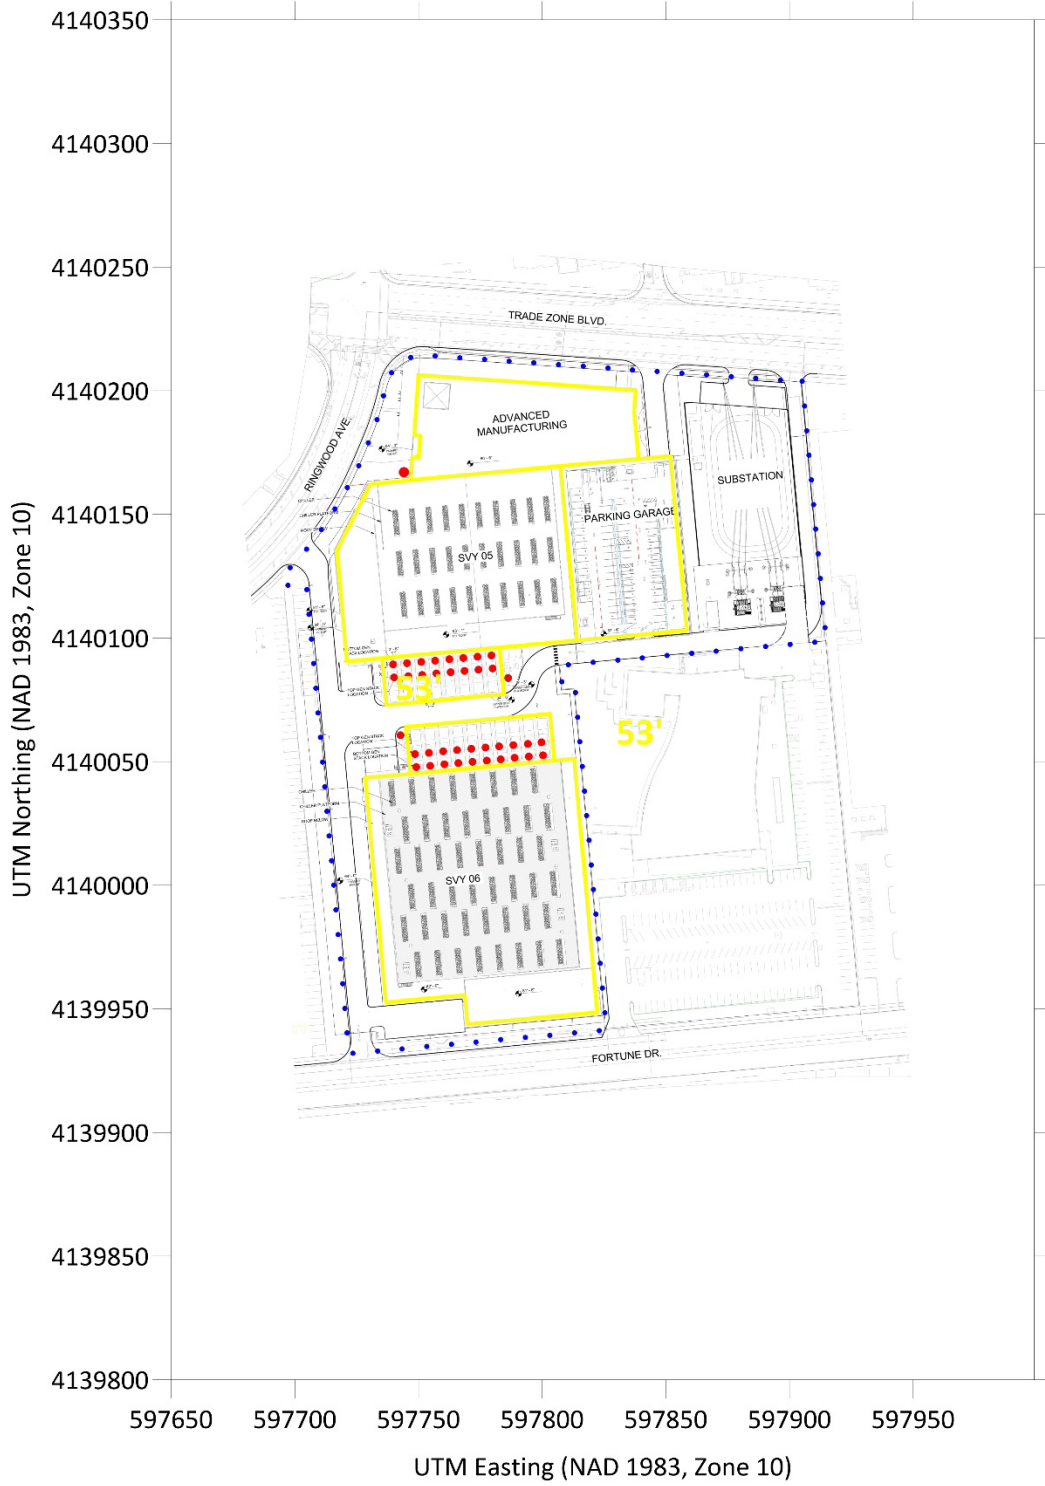 4140350
4140300
4140250
TRADE ZONE BLVD.
4140200
ADVANCED
MANUFACTURING
RINGWOOD AVE.
SUBSTATION
4140150
PARKING GARAGE
SVY 05
4140100
53'
53'
4140050
SVY 06
4140000
4139950
FORTUNE DR.
4139900
4139850
4139800
UTM Northing (NAD 1983, Zone 10)
597650 597700 597750 597800 597850 597900 597950
UTM Easting (NAD 1983, Zone 10)